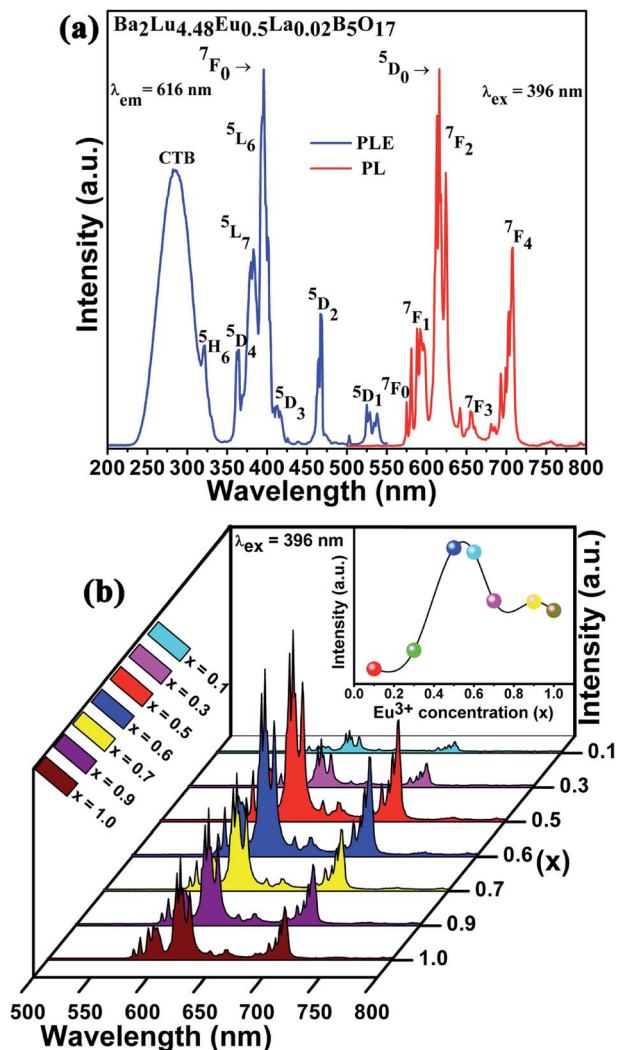 (a)
Ba2Lu4.48Eu0.5La0.02B5O17
7F0 →
5D0 →
λem = 616 nm
λex = 396 nm
5L6
PLE
PL
7F2
CTB
5L7
7F4
5D2
7F1
5H6
5D4
5D3
5D1
7F0
7F3
Intensity (a.u.)
200 250 300 350 400 450 500 550 600 650 700 750 800
Wavelength (nm)
(b)
λex = 396 nm
Intensity (a.u.)
0.0 0.2 0.4 0.6 0.8 1.0
Eu3+ concentration (x)
Intensity (a.u.)
x = 0.1
x = 0.3
x = 0.5
x = 0.6
x = 0.7
x = 0.9
x = 1.0
0.1
0.3
0.5
0.6
(x)
0.7
0.9
1.0
500 550 600 650 700 750 800
Wavelength (nm)